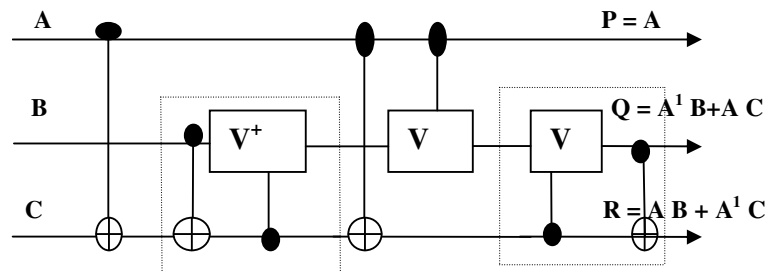 A P = A
B V⁺ V V Q = A¹ B+A C
C R = A B + A¹ C